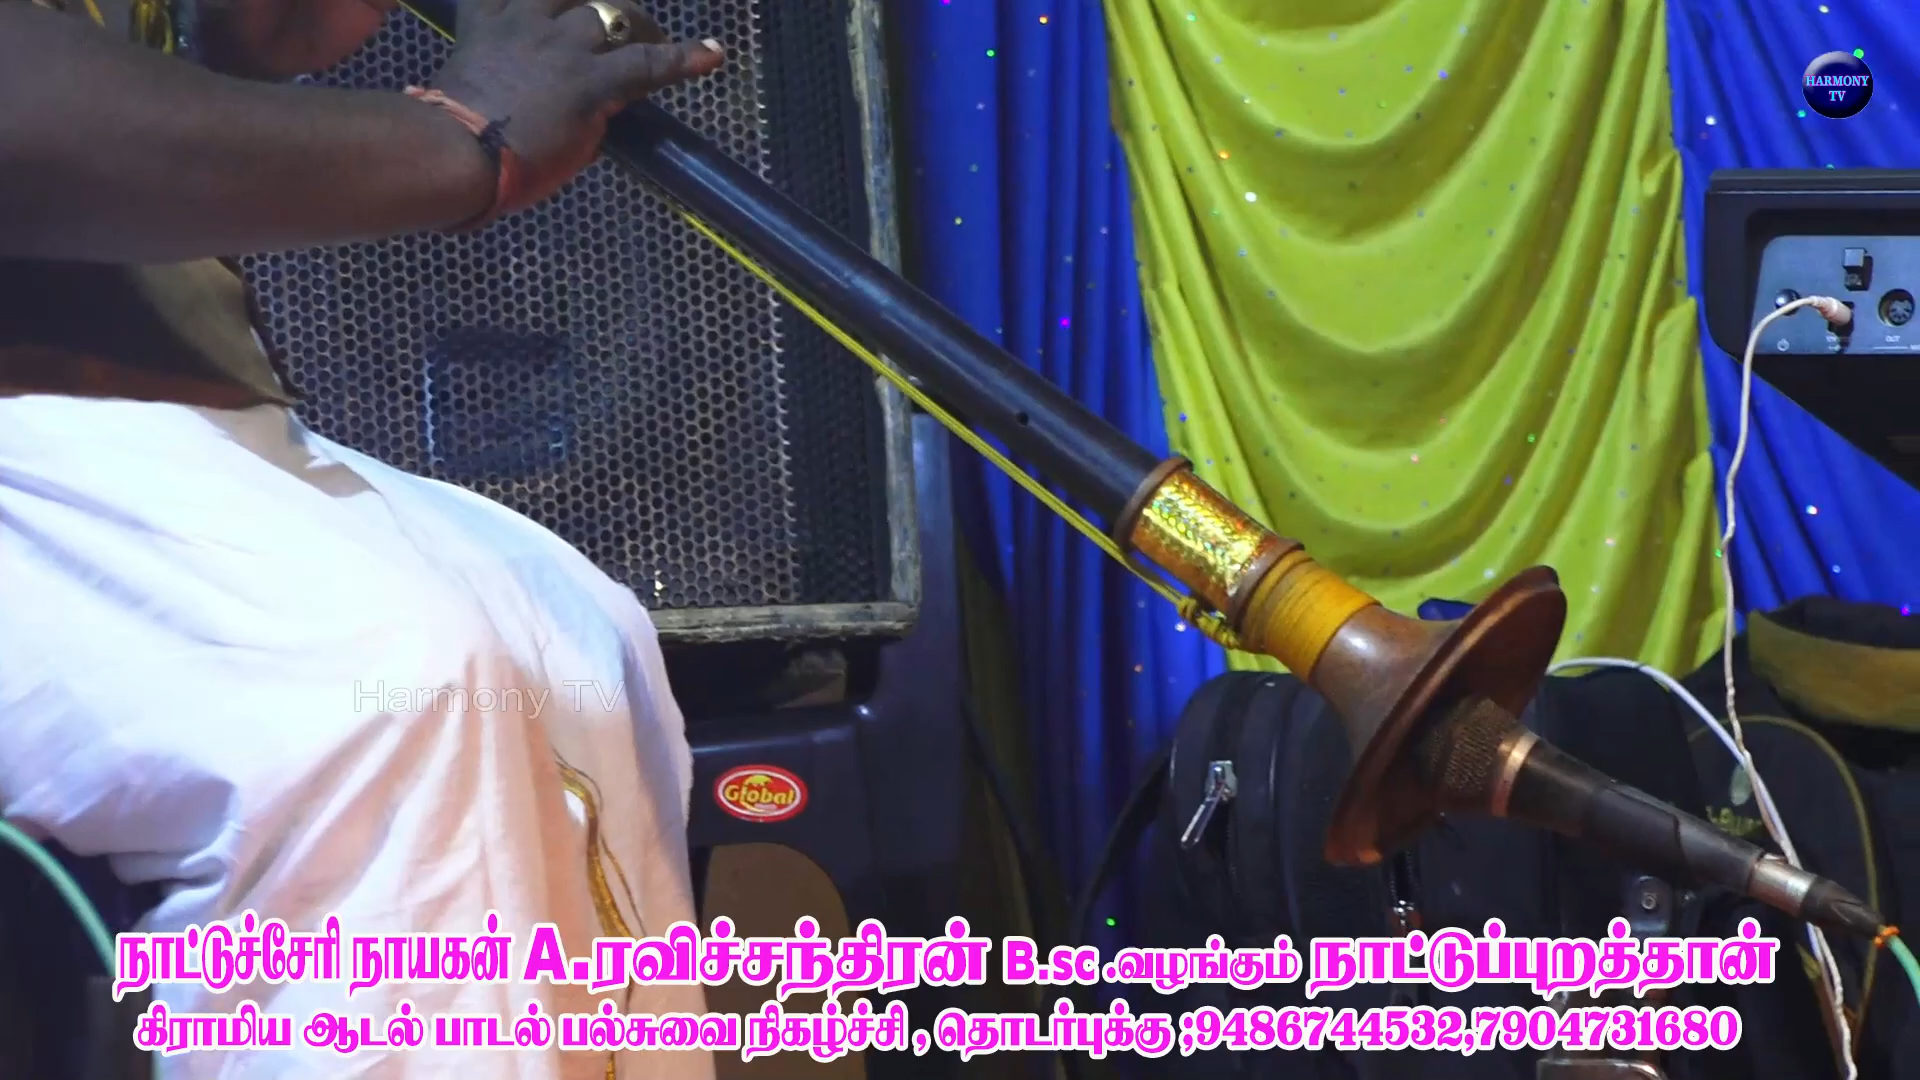 HARMONY
TV
Harmony TV
Global
நாட்டுச்சேரி நாயகன் A.ரவிச்சந்திரன் B.sc .வழங்கும் நாட்டுப்புறத்தான்
கிராமிய ஆடல் பாடல் பல்சுவை நிகழ்ச்சி , தொடர்புக்கு ;9486744532,7904731680